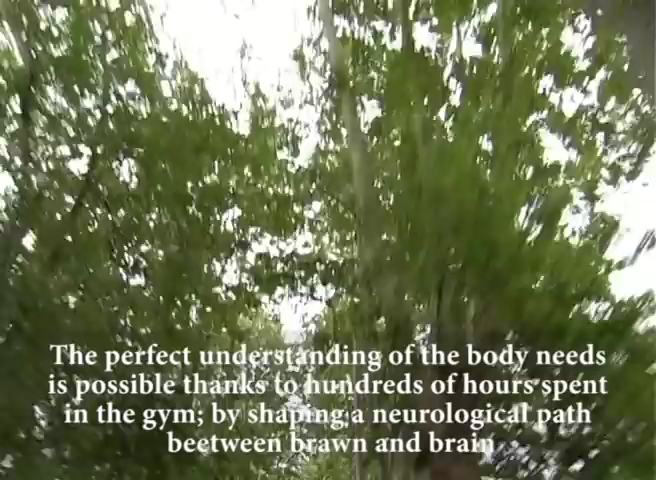 The perfect understanding of the body needs
is possible thanks to hundreds of hours spent
in the gym; by shaping a neurological path
beetween brawn and brain